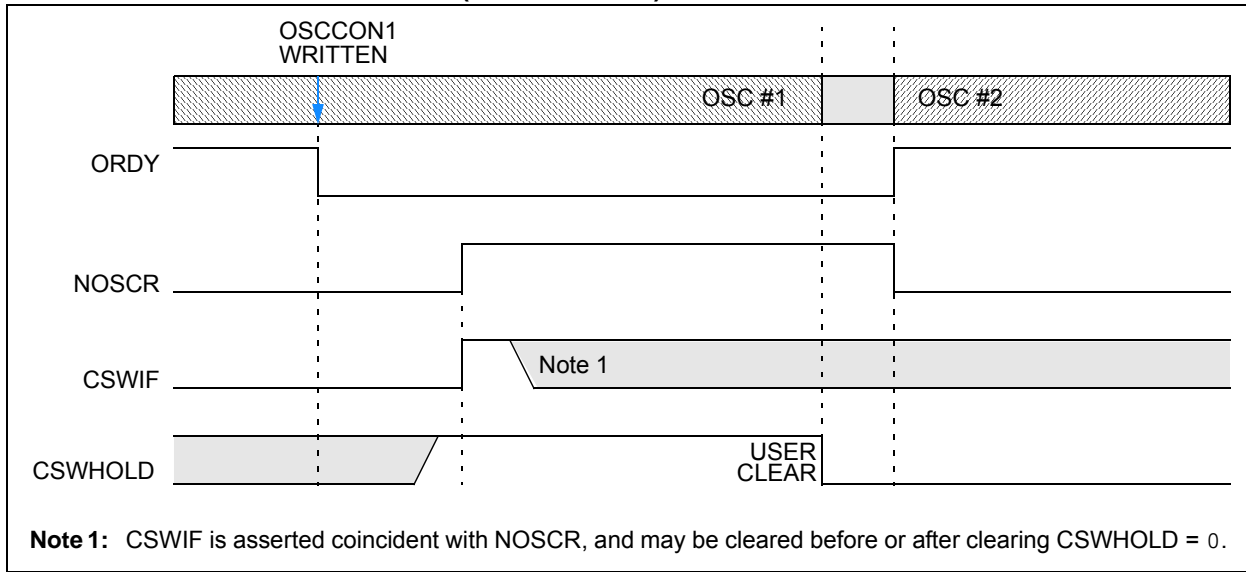 OSCCON1
WRITTEN
OSC #1
OSC #2
ORDY
NOSCR
CSWIF
Note 1
CSWHOLD
USER
CLEAR
Note 1: CSWIF is asserted coincident with NOSCR, and may be cleared before or after clearing CSWHOLD = 0.